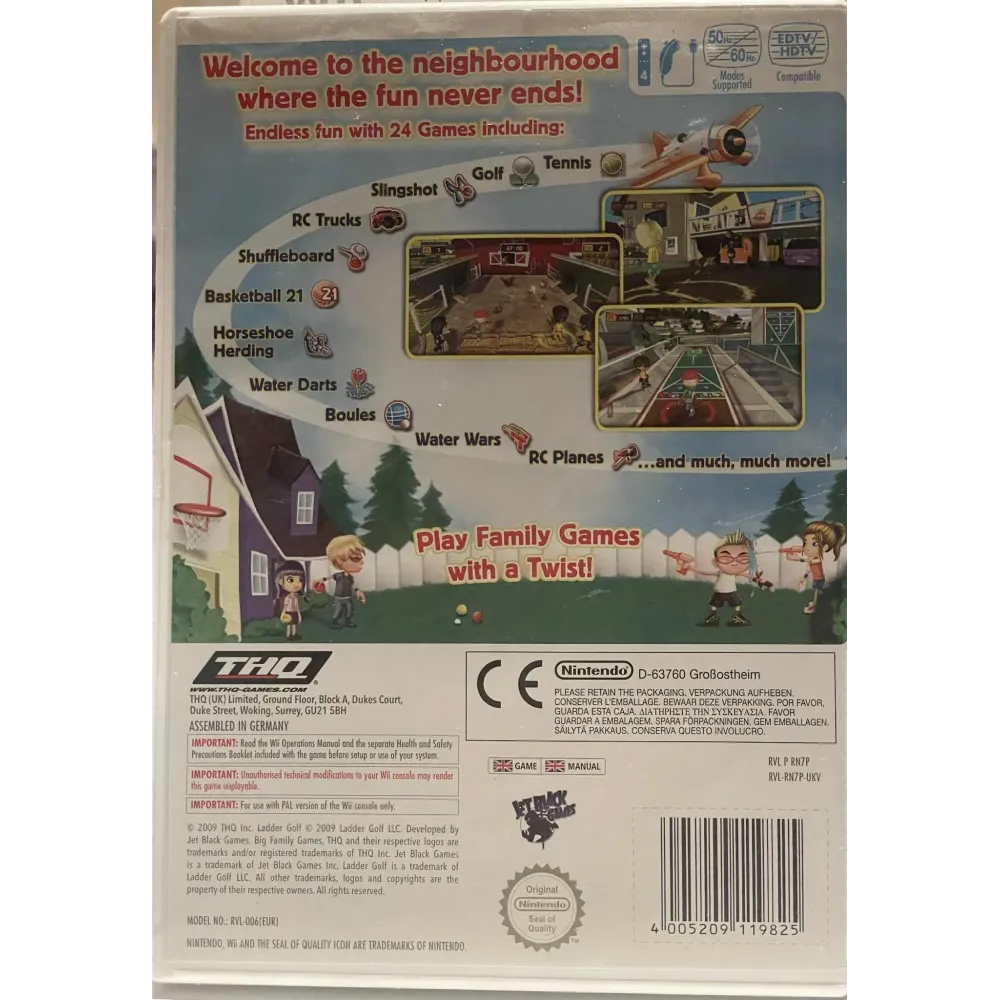 Welcome to the neighbourhood
where the fun never ends!
Endless fun with 24 Games including:
4
50Hz
60Hz
Modes
Supported
EDTV/
HDTV
Compatible
Tennis
Golf
Slingshot
RC Trucks
Shuffleboard
Basketball 21
21
Horseshoe
Herding
Water Darts
Boules
Water Wars
RC Planes
...and much, much more!
Play Family Games
with a Twist!
THQ
WWW.THQ-GAMES.COM
THQ (UK) Limited, Ground Floor, Block A, Dukes Court,
Duke Street, Woking, Surrey, GU21 5BH
ASSEMBLED IN GERMANY
IMPORTANT: Read the Wii Operations Manual and the separate Health and Safety
Precautions Booklet included with the game before setup or use of your system.
IMPORTANT: Unauthorised technical modifications to your Wii console may render
this game unplayable.
IMPORTANT: For use with PAL version of the Wii console only.
© 2009 THQ Inc. Ladder Golf © 2009 Ladder Golf LLC. Developed by
Jet Black Games. Big Family Games, THQ and their respective logos are
trademarks and/or registered trademarks of THQ Inc. Jet Black Games
is a trademark of Jet Black Games Inc. Ladder Golf is a trademark of
Ladder Golf LLC. All other trademarks, logos and copyrights are the
property of their respective owners. All rights reserved.
MODEL NO.: RVL-006(EUR)
NINTENDO, Wii AND THE SEAL OF QUALITY ICON ARE TRADEMARKS OF NINTENDO.
CE
Nintendo D-63760 Großostheim
PLEASE RETAIN THE PACKAGING. VERPACKUNG AUFHEBEN.
CONSERVER L'EMBALLAGE. BEWAAR DEZE VERPAKKING. POR FAVOR,
GUARDA ESTA CAJA. ΔΙΑΤΗΡΗΣΤΕ ΤΗΝ ΣΥΣΚΕΥΑΣΙΑ. FAVOR
GUARDAR A EMBALAGEM. SPARA FÖRPACKNINGEN. GEM EMBALLAGEN.
SÄILYTÄ PAKKAUS. CONSERVA QUESTO INVOLUCRO.
GAME
MANUAL
RVL P RN7P
RVL-RN7P-UKV
JET BLACK
GAMES
Original
Nintendo
Seal of
Quality
TM
4 005209 119825